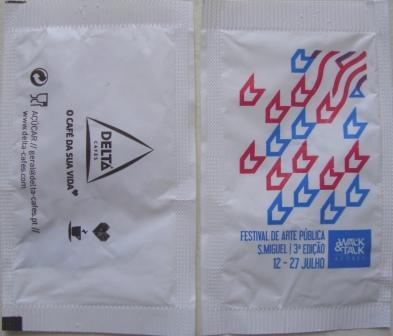 DELTA
CAFÉS
O CAFÉ DA SUA VIDA
AÇÚCAR // geral@delta-cafes.pt //
www.delta-cafes.com
FESTIVAL DE ARTE PÚBLICA
S.MIGUEL | 3ª EDIÇÃO
12 - 27 JULHO
WALK
&TALK
AZORES